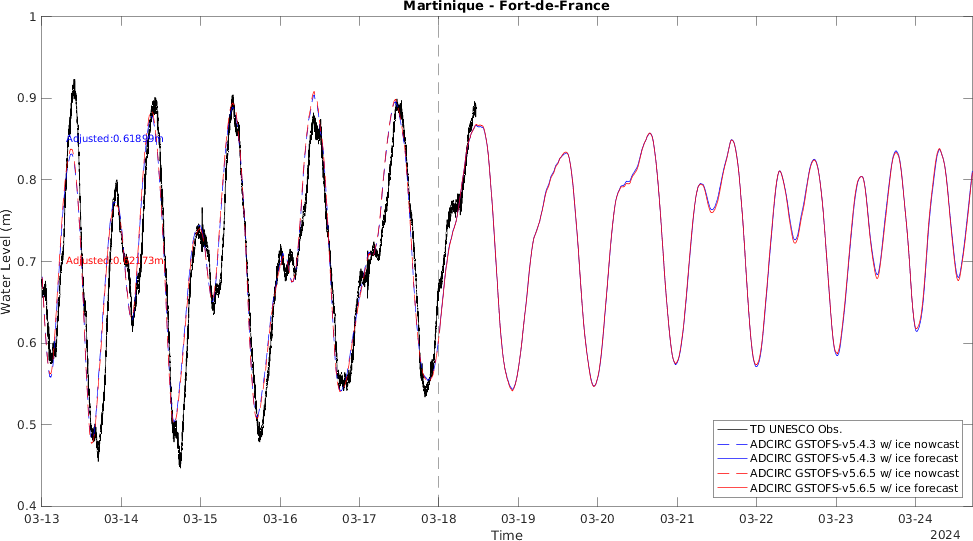 Martinique - Fort-de-France
1
0.9
0.8
0.7
0.6
0.5
0.4
Water Level (m)
Adjusted:0.61899m
Adjusted:0.62173m
03-13
03-14
03-15
03-16
03-17
03-18
03-19
03-20
03-21
03-22
03-23
03-24
Time
2024
TD UNESCO Obs.
ADCIRC GSTOFS-v5.4.3 w/ ice nowcast
ADCIRC GSTOFS-v5.4.3 w/ ice forecast
ADCIRC GSTOFS-v5.6.5 w/ ice nowcast
ADCIRC GSTOFS-v5.6.5 w/ ice forecast